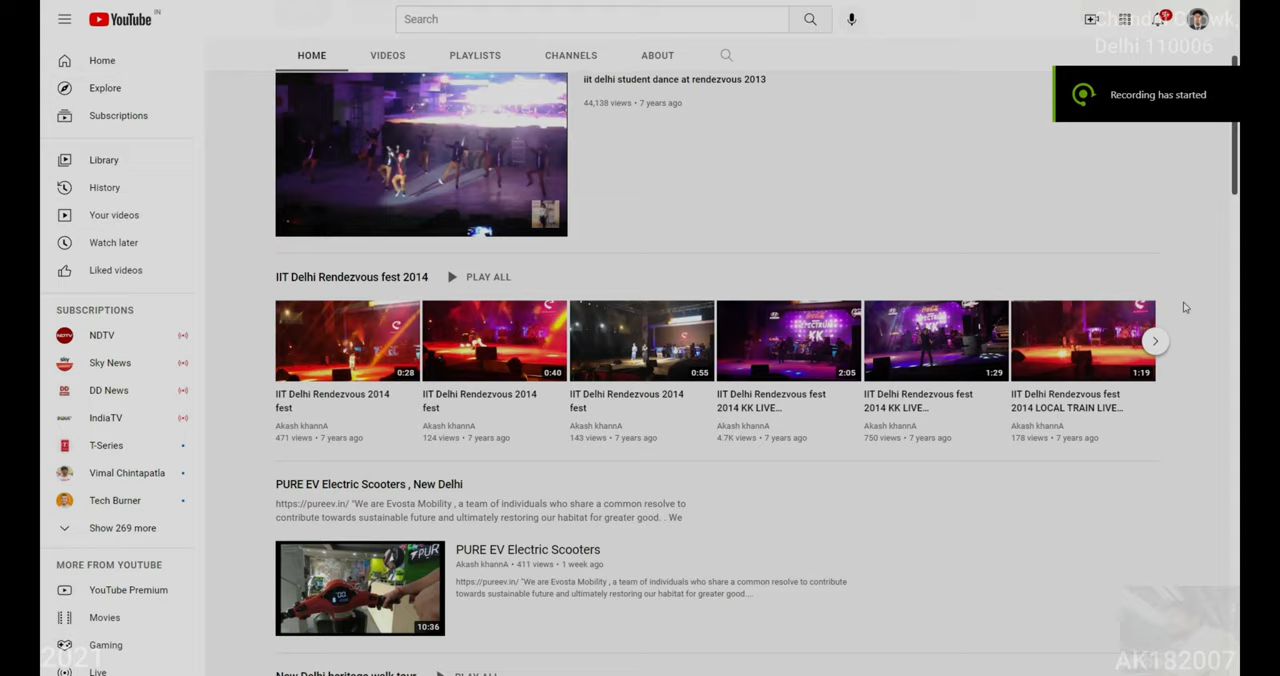 YouTube IN
Search
Chandni Chowk,
Delhi 110006
Home
Explore
Subscriptions
Library
History
Your videos
Watch later
Liked videos
SUBSCRIPTIONS
NDTV
Sky News
DD News
IndiaTV
T-Series
Vimal Chintapatla
Tech Burner
Show 269 more
MORE FROM YOUTUBE
YouTube Premium
Movies
Gaming
Live
2021
HOME VIDEOS PLAYLISTS CHANNELS ABOUT
Recording has started
iit delhi student dance at rendezvous 2013
44,138 views • 7 years ago
IIT Delhi Rendezvous fest 2014 PLAY ALL
0:28 0:40 0:55 2:05 1:29 1:19
IIT Delhi Rendezvous 2014
fest
Akash khannA
471 views • 7 years ago
IIT Delhi Rendezvous 2014
fest
Akash khannA
124 views • 7 years ago
IIT Delhi Rendezvous 2014
fest
Akash khannA
143 views • 7 years ago
IIT Delhi Rendezvous fest
2014 KK LIVE...
Akash khannA
4.7K views • 7 years ago
IIT Delhi Rendezvous fest
2014 KK LIVE...
Akash khannA
750 views • 7 years ago
IIT Delhi Rendezvous fest
2014 LOCAL TRAIN LIVE...
Akash khannA
178 views • 7 years ago
PURE EV Electric Scooters , New Delhi
https://pureev.in/ "We are Evosta Mobility , a team of individuals who share a common resolve to
contribute towards sustainable future and ultimately restoring our habitat for greater good. . We
PURE EV Electric Scooters
Akash khannA • 411 views • 1 week ago
https://pureev.in/ "We are Evosta Mobility , a team of individuals who share a common resolve to contribute
towards sustainable future and ultimately restoring our habitat for greater good....
10:36
New Delhi heritage walk tour PLAY ALL
AK182007